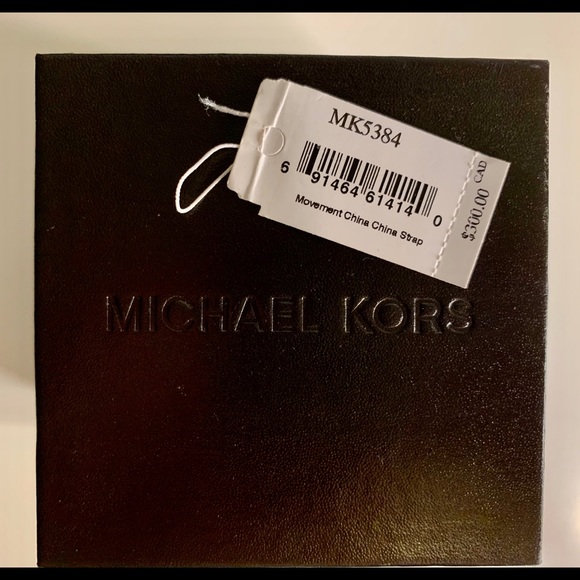 MK5384
6 91464 61414 0
Movement China China Strap
$300.00 CAD
MICHAEL KORS